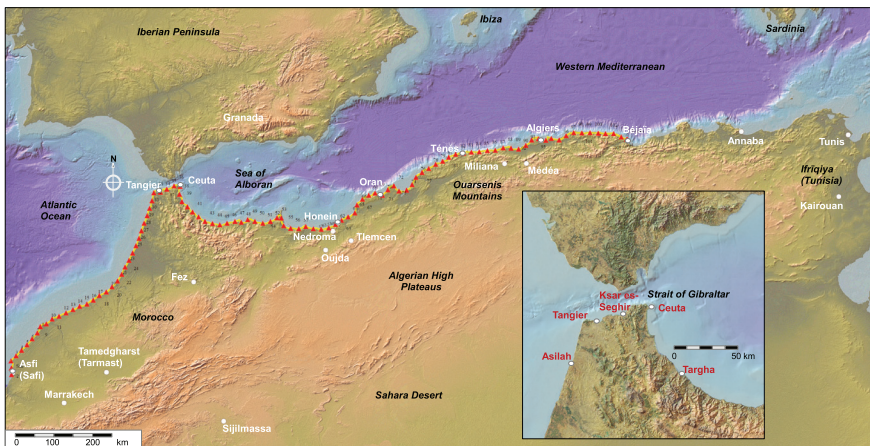 Iberian Peninsula
Ibiza
Sardinia
Western Mediterranean
Granada
N
Tangier
Ceuta
Sea of
Alboran
Atlantic
Ocean
Ténès
Algiers
Béjaïa
Annaba
Tunis
Miliana
Médéa
Ouarsenis
Mountains
Ifrīqiya
(Tunisia)
Kairouan
Oran
Honein
Nedroma
Tlemcen
Oujda
Fez
Algerian High
Plateaus
Morocco
Asfi
(Safi)
Tamedgharst
(Tarmast)
Marrakech
Sijilmassa
Sahara Desert
0 100 200
km
Ksar es-
Seghir
Strait of Gibraltar
Tangier
Ceuta
0 50 km
Asilah
Targha